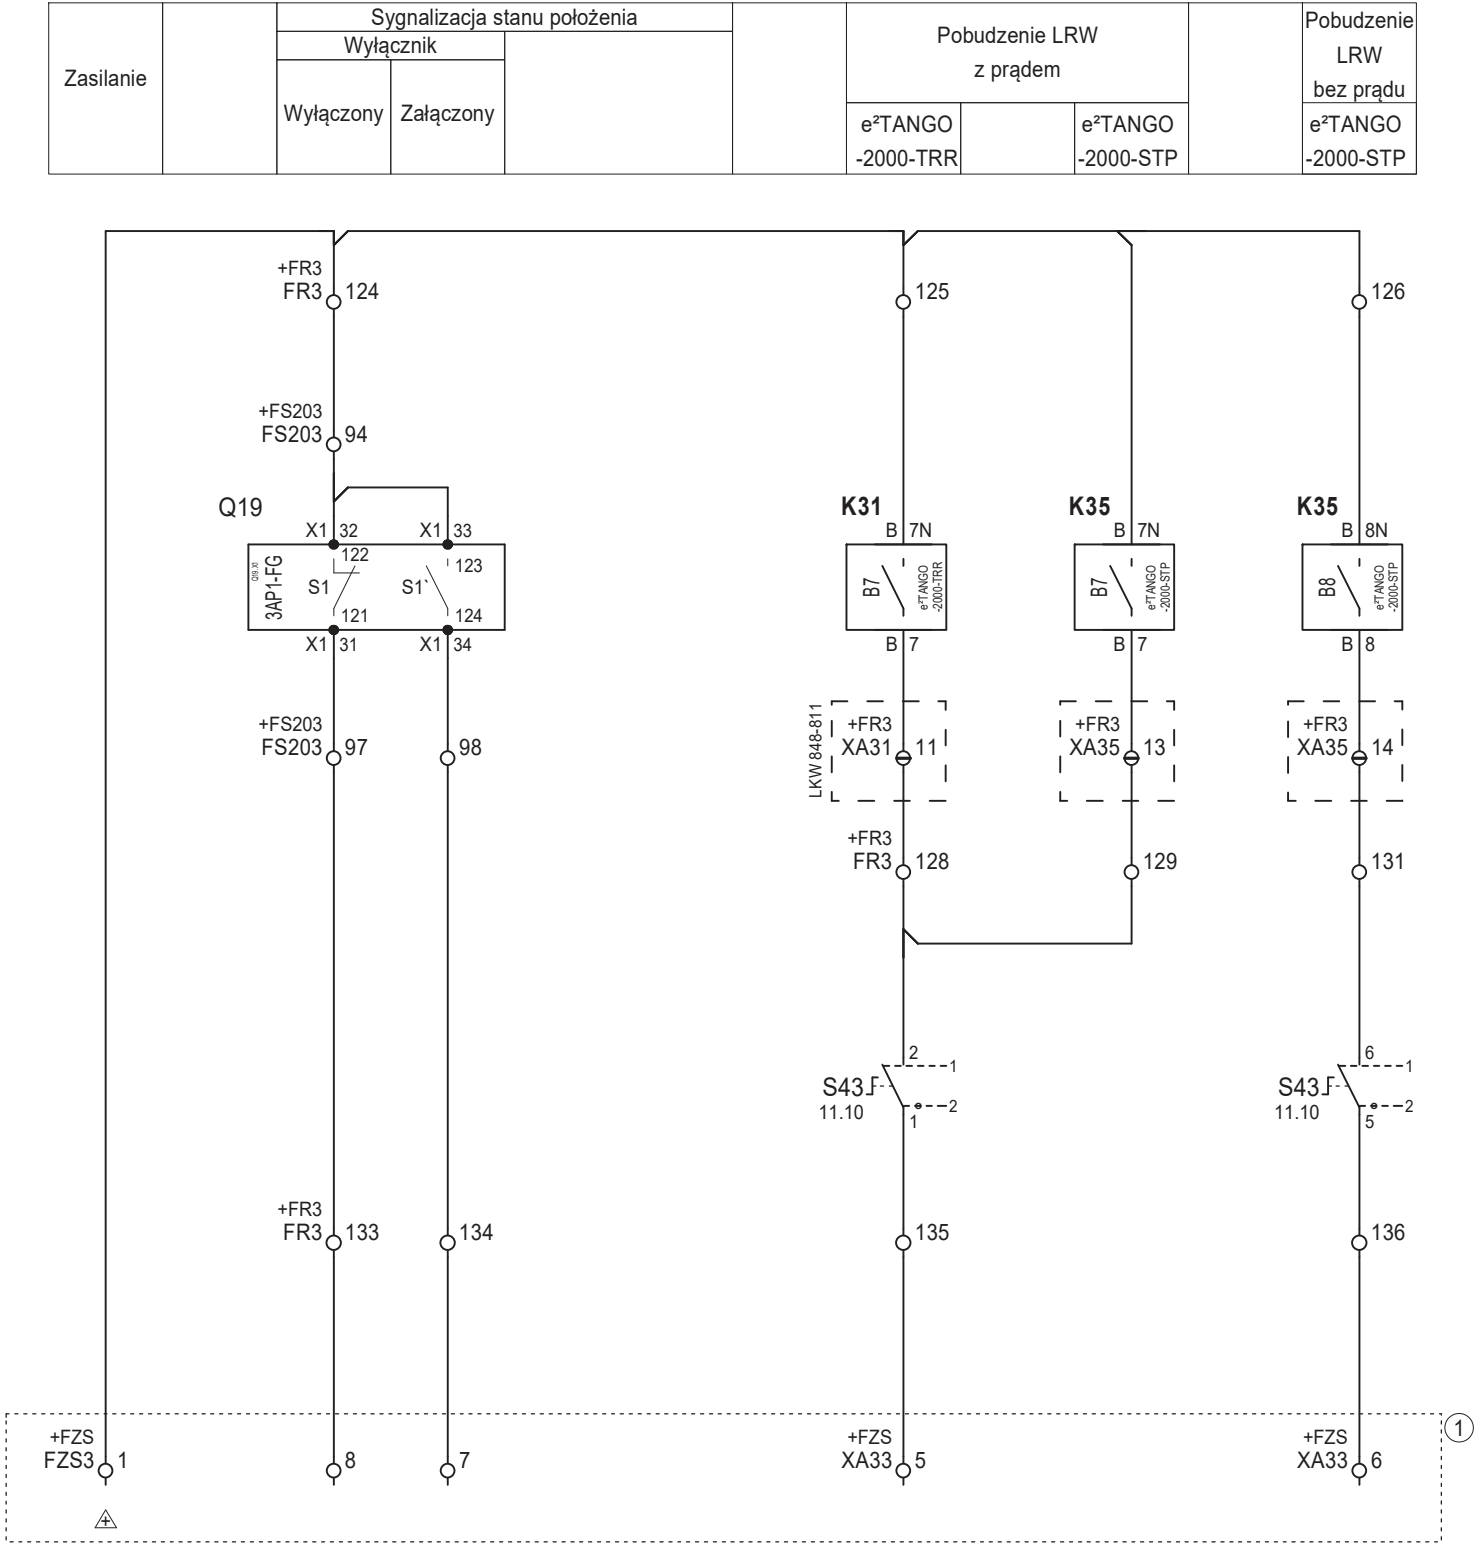 Sygnalizacja stanu położenia
Pobudzenie
LRW
bez prądu
Pobudzenie LRW
z prądem
Wyłącznik
Zasilanie
Wyłączony
Załączony
e²TANGO
-2000-TRR
e²TANGO
-2000-STP
e²TANGO
-2000-STP
+FR3
FR3 124
125
126
+FS203
FS203 94
Q19
K31
K35
K35
X1 32
X1 33
B 7N
B 7N
B 8N
Q19.X1
3AP1-FG
122
S1
121
123
S1`
124
B7
e²TANGO
-2000-TRR
B7
e²TANGO
-2000-STP
B8
e²TANGO
-2000-STP
X1 31
X1 34
B 7
B 7
B 8
+FS203
FS203 97
98
LKW 848-811
+FR3
XA31 11
+FR3
XA35 13
+FR3
XA35 14
+FR3
FR3 128
129
131
2
1
S43
11.10
2
1
6
1
S43
11.10
2
5
+FR3
FR3 133
134
135
136
+FZS
FZS3 1
8
7
+FZS
XA33 5
+FZS
XA33 6
1
+